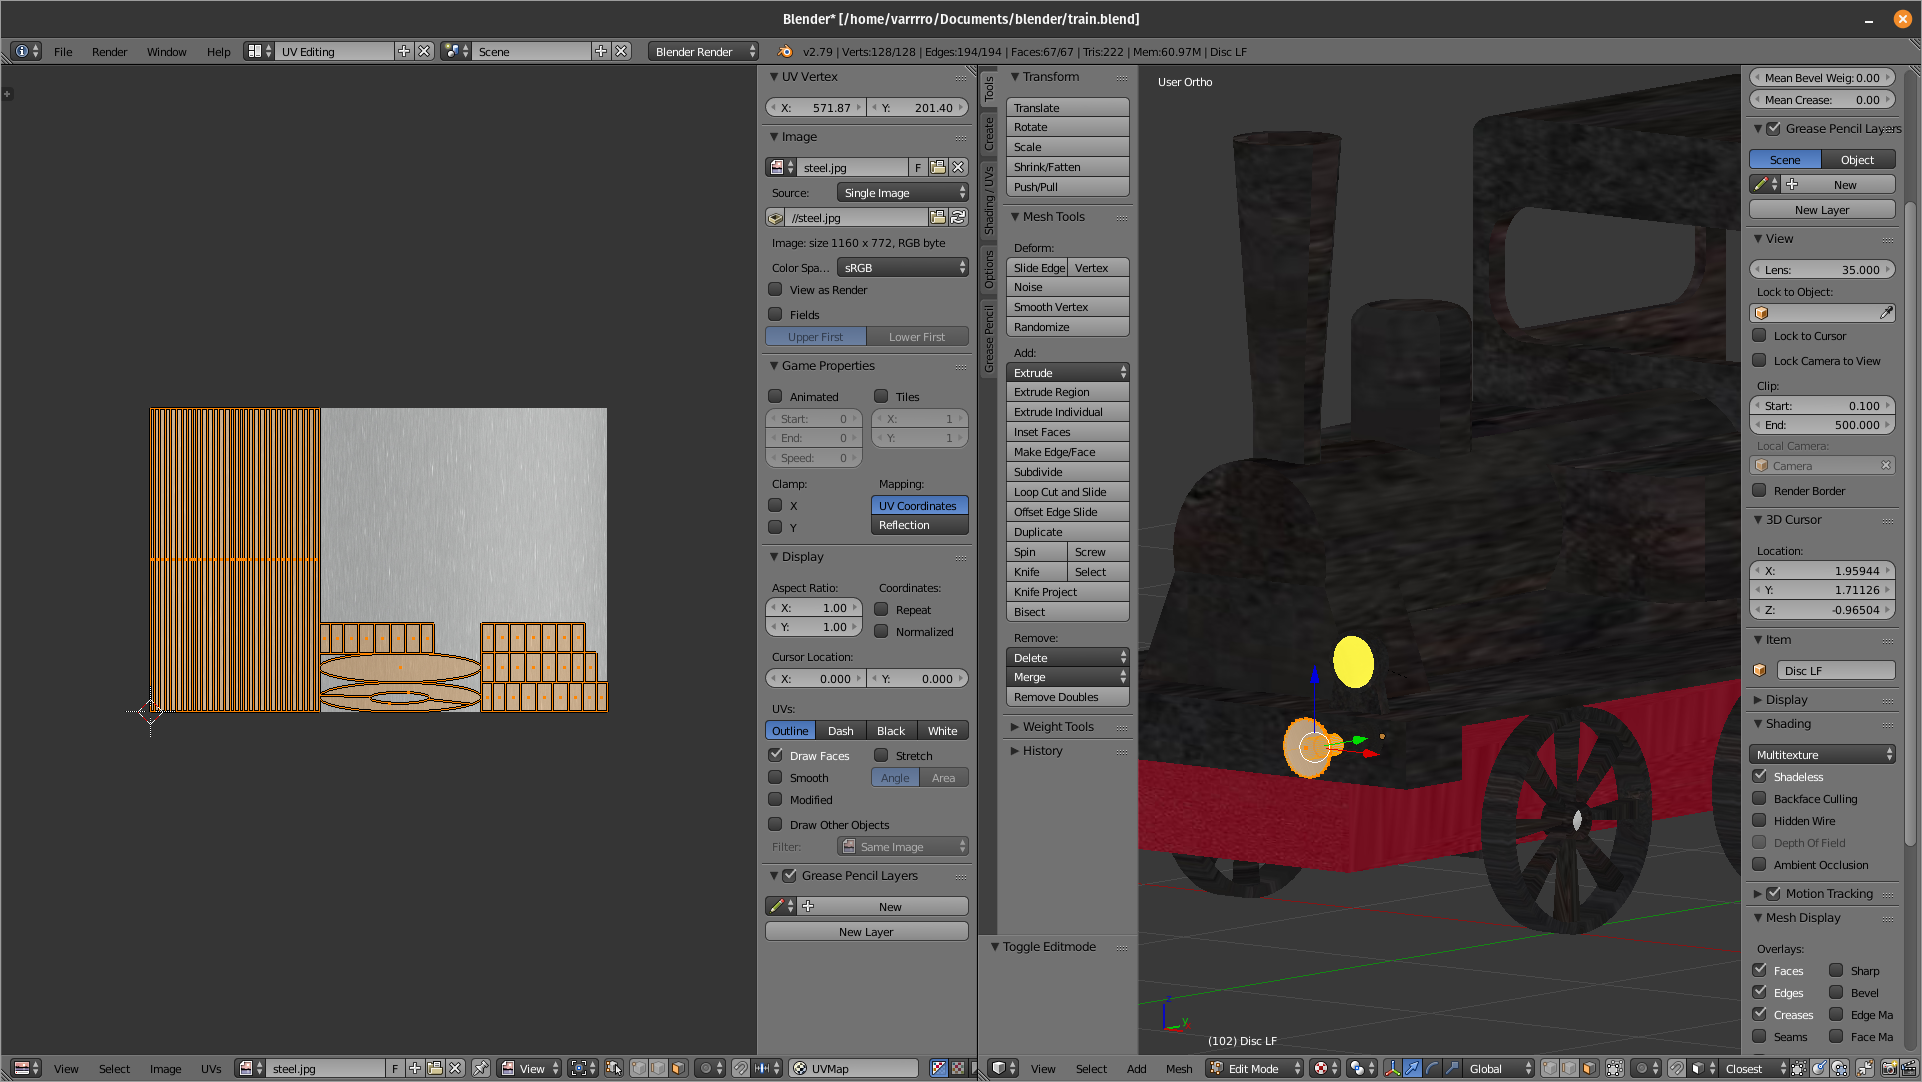 Blender* [/home/varrrro/Documents/blender/train.blend]
File Render Window Help UV Editing Scene Blender Render v2.79 | Verts:128/128 | Edges:194/194 | Faces:67/67 | Tris:222 | Mem:60.97M | Disc LF
UV Vertex
X: 571.87 Y: 201.40
Image
steel.jpg F
Source: Single Image
//steel.jpg
Image: size 1160 x 772, RGB byte
Color Spa... sRGB
View as Render
Fields
Upper First Lower First
Game Properties
Animated Tiles
Start: 0 X: 1
End: 0 Y: 1
Speed: 0
Clamp: Mapping:
X UV Coordinates
Y Reflection
Display
Aspect Ratio: Coordinates:
X: 1.00 Repeat
Y: 1.00 Normalized
Cursor Location:
X: 0.000 Y: 0.000
UVs:
Outline Dash Black White
Draw Faces Stretch
Smooth Angle Area
Modified
Draw Other Objects
Filter: Same Image
Grease Pencil Layers
New
New Layer
Tools
Create
Shading / UVs
Options
Grease Pencil
Transform
Translate
Rotate
Scale
Shrink/Fatten
Push/Pull
Mesh Tools
Deform:
Slide Edge Vertex
Noise
Smooth Vertex
Randomize
Add:
Extrude
Extrude Region
Extrude Individual
Inset Faces
Make Edge/Face
Subdivide
Loop Cut and Slide
Offset Edge Slide
Duplicate
Spin Screw
Knife Select
Knife Project
Bisect
Remove:
Delete
Merge
Remove Doubles
Weight Tools
History
Toggle Editmode
User Ortho
z
y
(102) Disc LF
Mean Bevel Weig: 0.00
Mean Crease: 0.00
Grease Pencil Layers
Scene Object
New
New Layer
View
Lens: 35.000
Lock to Object:
Lock to Cursor
Lock Camera to View
Clip:
Start: 0.100
End: 500.000
Local Camera:
Camera
Render Border
3D Cursor
Location:
X: 1.95944
Y: 1.71126
Z: -0.96504
Item
Disc LF
Display
Shading
Multitexture
Shadeless
Backface Culling
Hidden Wire
Depth Of Field
Ambient Occlusion
Motion Tracking
Mesh Display
Overlays:
Faces Sharp
Edges Bevel
Creases Edge Ma
Seams Face Ma
View Select Image UVs steel.jpg F View UVMap
View Select Add Mesh Edit Mode Global Closest